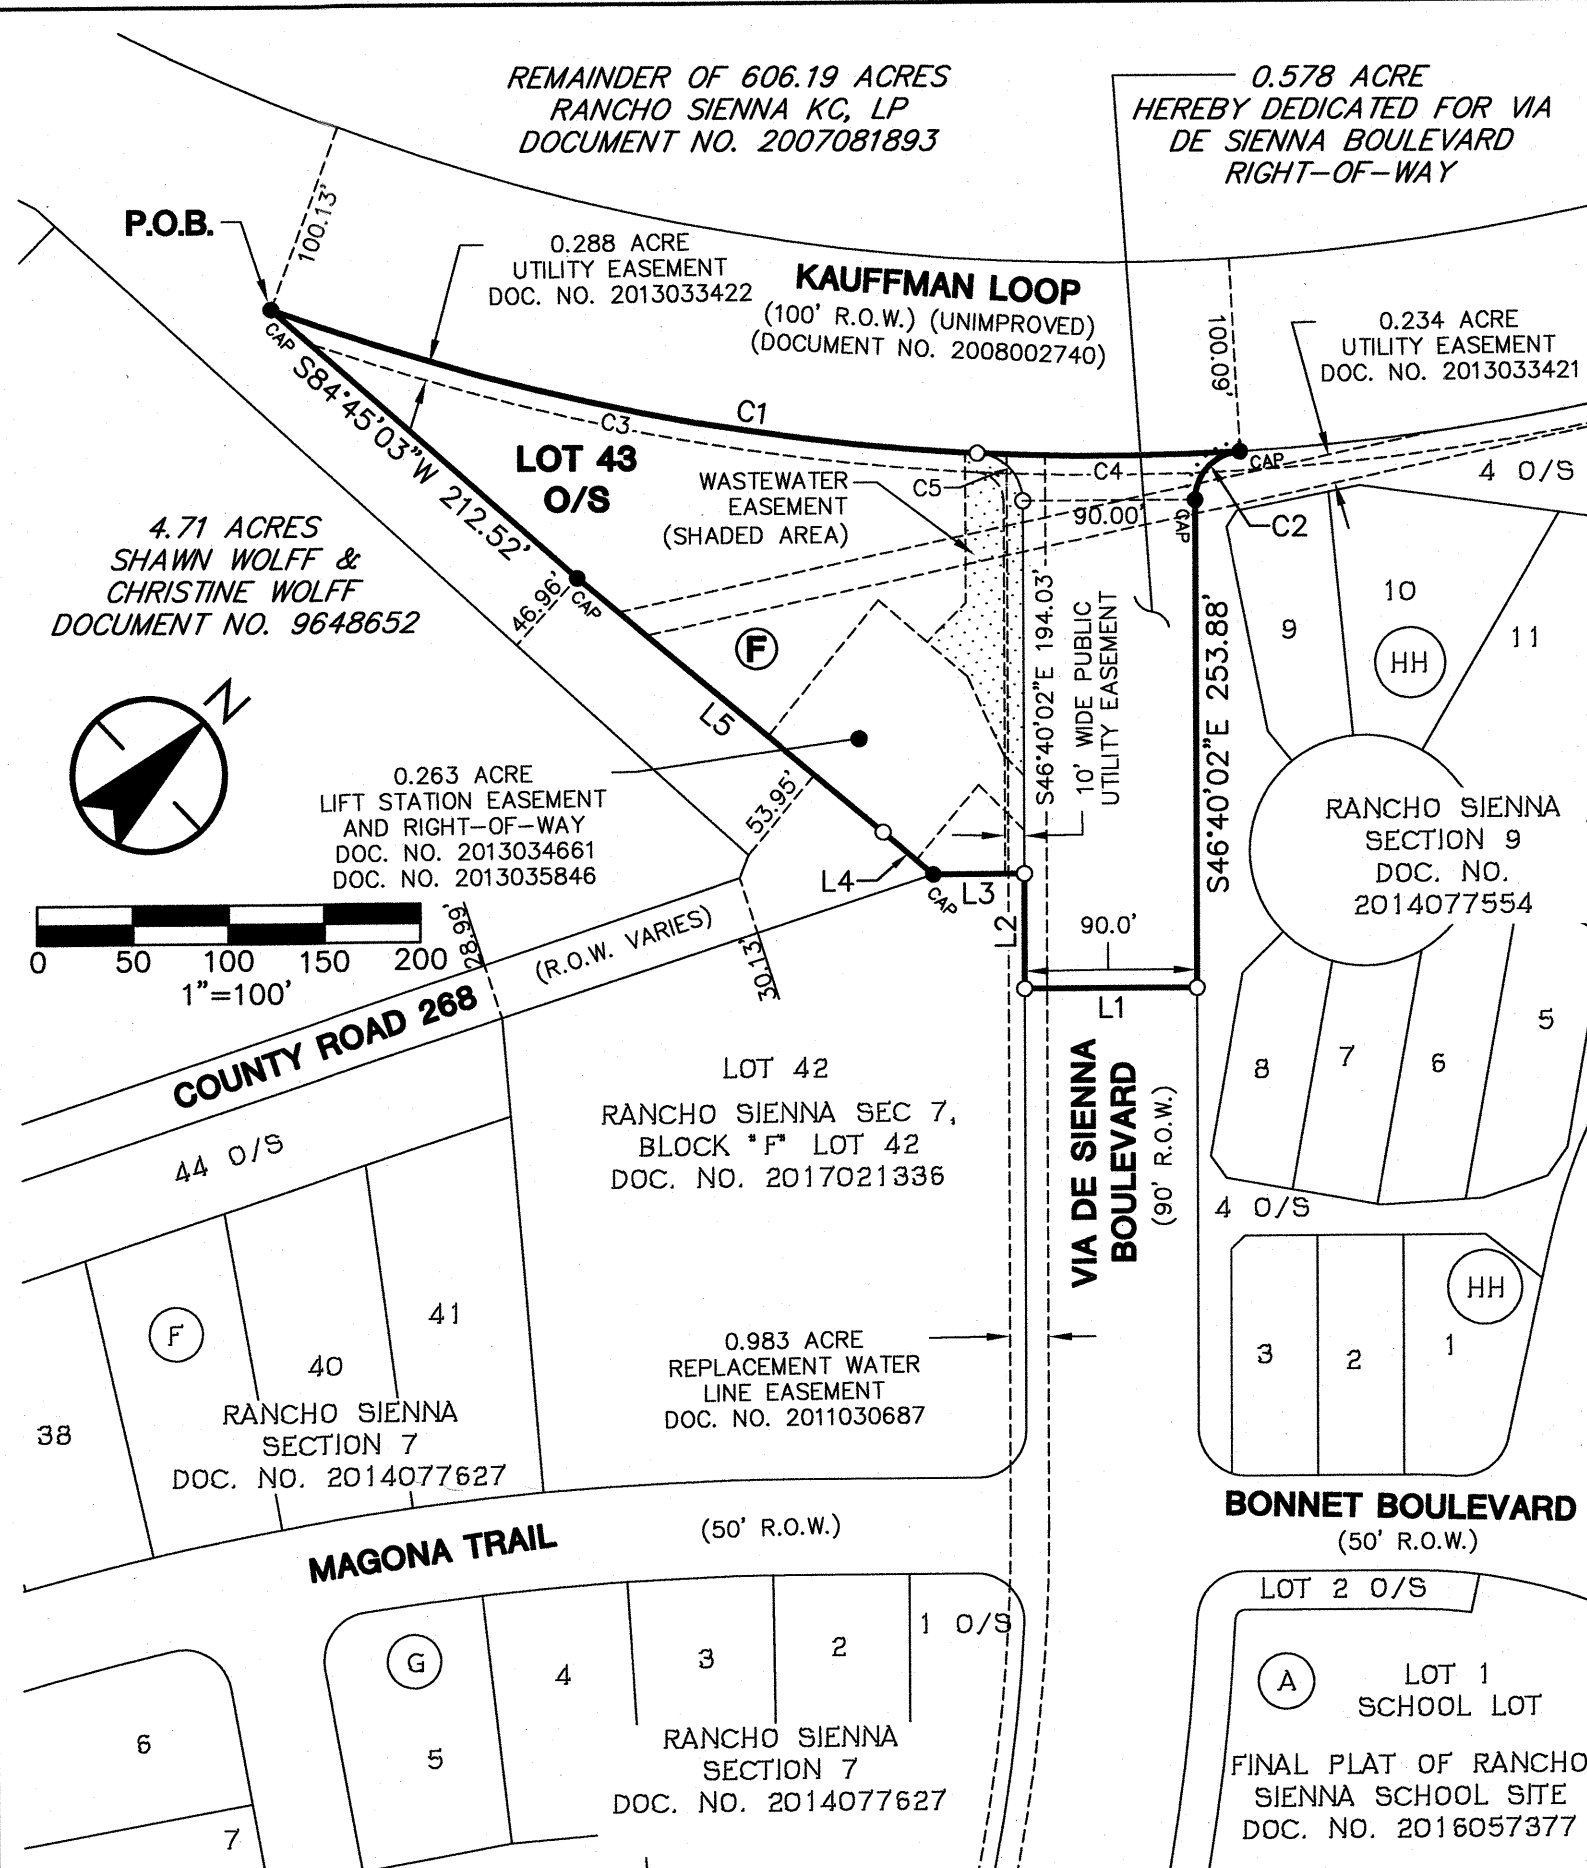 REMAINDER OF 606.19 ACRES
RANCHO SIENNA KC, LP
DOCUMENT NO. 2007081893
0.578 ACRE
HEREBY DEDICATED FOR VIA
DE SIENNA BOULEVARD
RIGHT-OF-WAY
P.O.B.
100.13'
0.288 ACRE
UTILITY EASEMENT
DOC. NO. 2013033422
KAUFFMAN LOOP
(100' R.O.W.) (UNIMPROVED)
(DOCUMENT NO. 2008002740)
100.09'
0.234 ACRE
UTILITY EASEMENT
DOC. NO. 2013033421
CAP
S84°45'03"W 212.52'
C3
C1
LOT 43
O/S
WASTEWATER
EASEMENT
(SHADED AREA)
C5
C4
CAP
4 O/S
90.00'
CAP
C2
4.71 ACRES
SHAWN WOLFF &
CHRISTINE WOLFF
DOCUMENT NO. 9648652
46.96'
CAP
F
S46°40'02"E 194.03'
10' WIDE PUBLIC
UTILITY EASEMENT
S46°40'02"E 253.88'
9
10
HH
11
N
L5
0.263 ACRE
LIFT STATION EASEMENT
AND RIGHT-OF-WAY
DOC. NO. 2013034661
DOC. NO. 2013035846
53.95'
L4
CAP
L3
L2
90.0'
L1
RANCHO SIENNA
SECTION 9
DOC. NO.
2014077554
0 50 100 150 200
1"=100'
28.99'
(R.O.W. VARIES)
30.13'
COUNTY ROAD 268
44 O/S
LOT 42
RANCHO SIENNA SEC 7,
BLOCK "F" LOT 42
DOC. NO. 2017021336
VIA DE SIENNA
BOULEVARD
(90' R.O.W.)
8
7
6
5
4 O/S
HH
3
2
1
F
38
40
41
RANCHO SIENNA
SECTION 7
DOC. NO. 2014077627
0.983 ACRE
REPLACEMENT WATER
LINE EASEMENT
DOC. NO. 2011030687
MAGONA TRAIL
(50' R.O.W.)
BONNET BOULEVARD
(50' R.O.W.)
LOT 2 O/S
G
5
4
3
2
1 O/S
6
7
RANCHO SIENNA
SECTION 7
DOC. NO. 2014077627
A
LOT 1
SCHOOL LOT
FINAL PLAT OF RANCHO
SIENNA SCHOOL SITE
DOC. NO. 2016057377